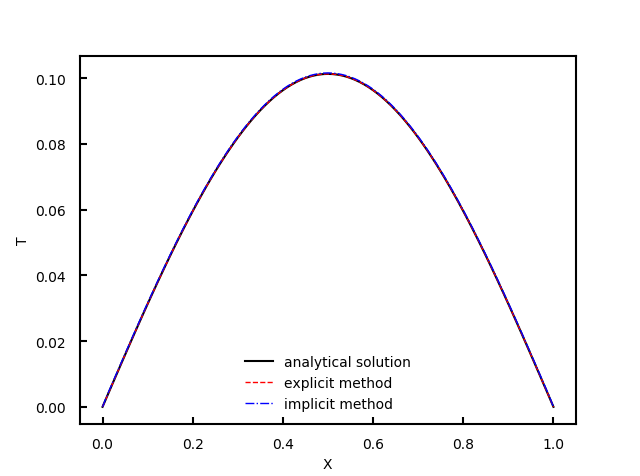 0.10
0.08
0.06
0.04
0.02
0.00
T
analytical solution
explicit method
implicit method
0.0 0.2 0.4 0.6 0.8 1.0
X